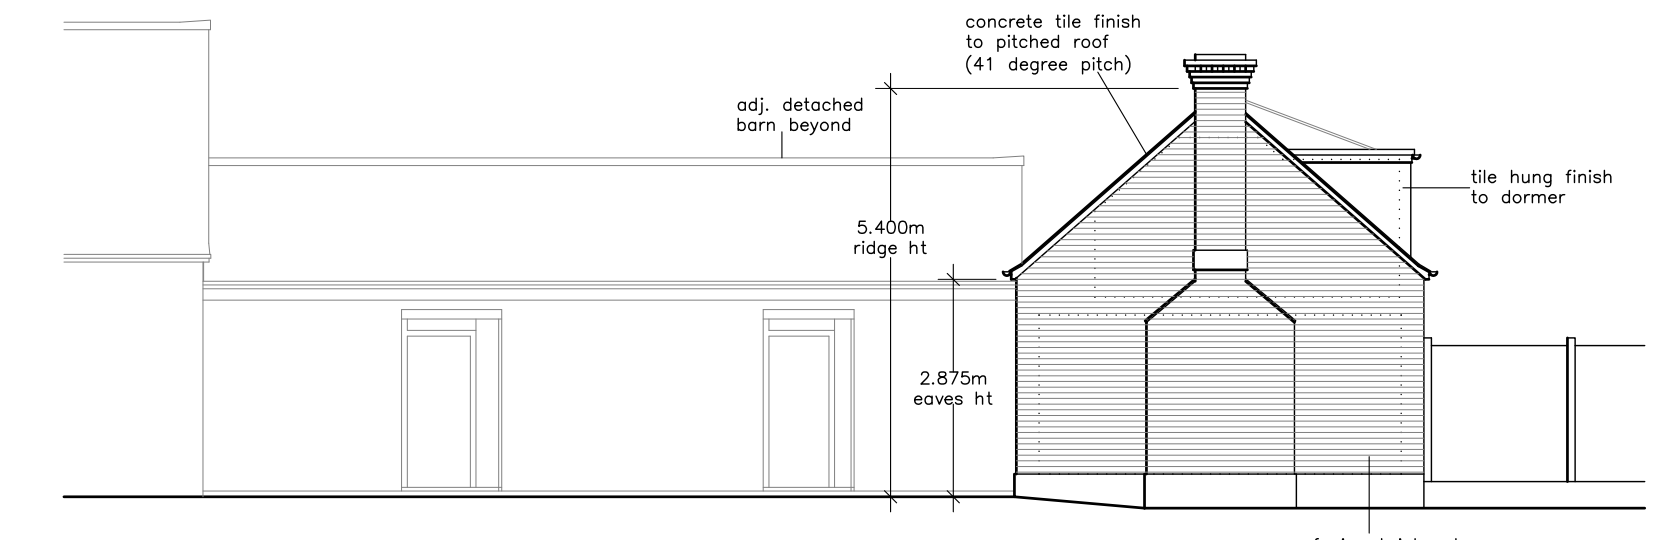 concrete tile finish
to pitched roof
(41 degree pitch)
adj. detached
barn beyond
tile hung finish
to dormer
5.400m
ridge ht
2.875m
eaves ht